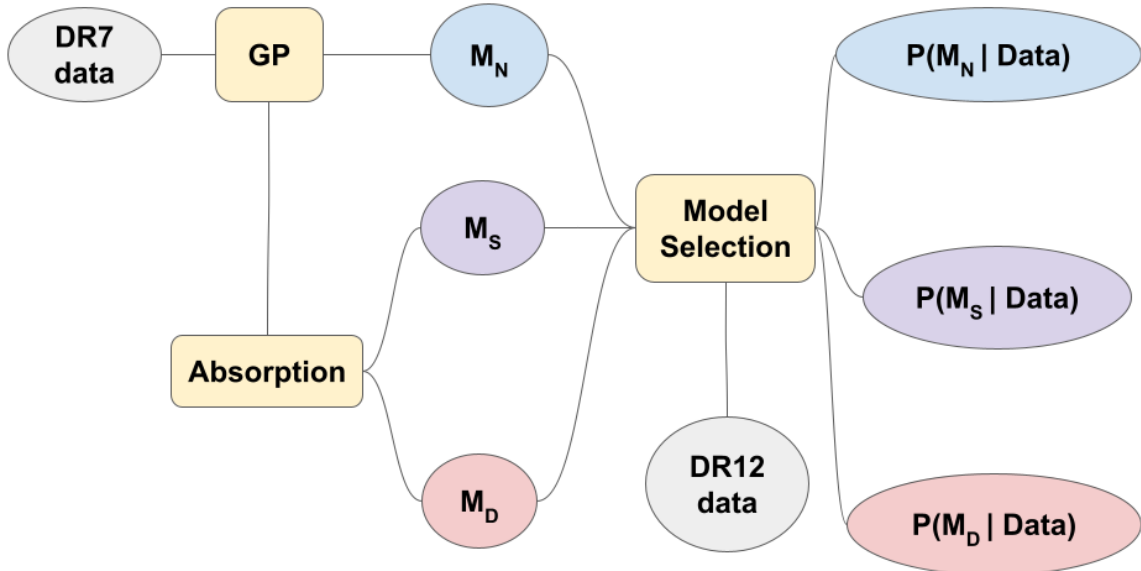 DR7
data
GP
M_N
P(M_N | Data)
M_S
Model
Selection
P(M_S | Data)
Absorption
M_D
DR12
data
P(M_D | Data)